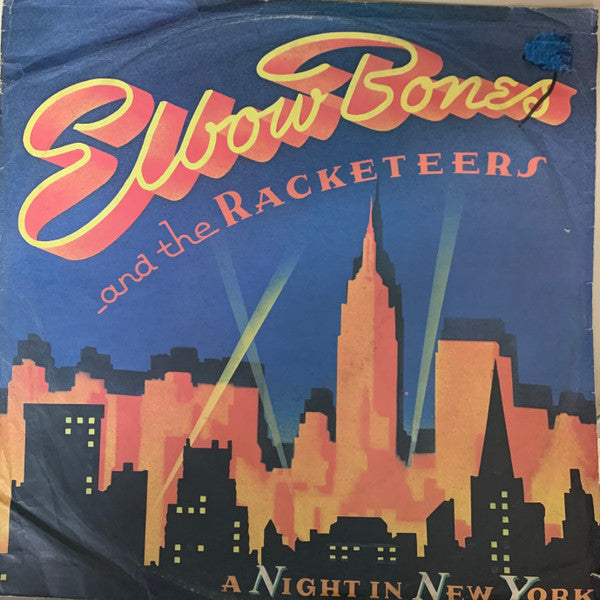 Elbow Bones
and the RACKETEERS
A NIGHT IN NEW YORK